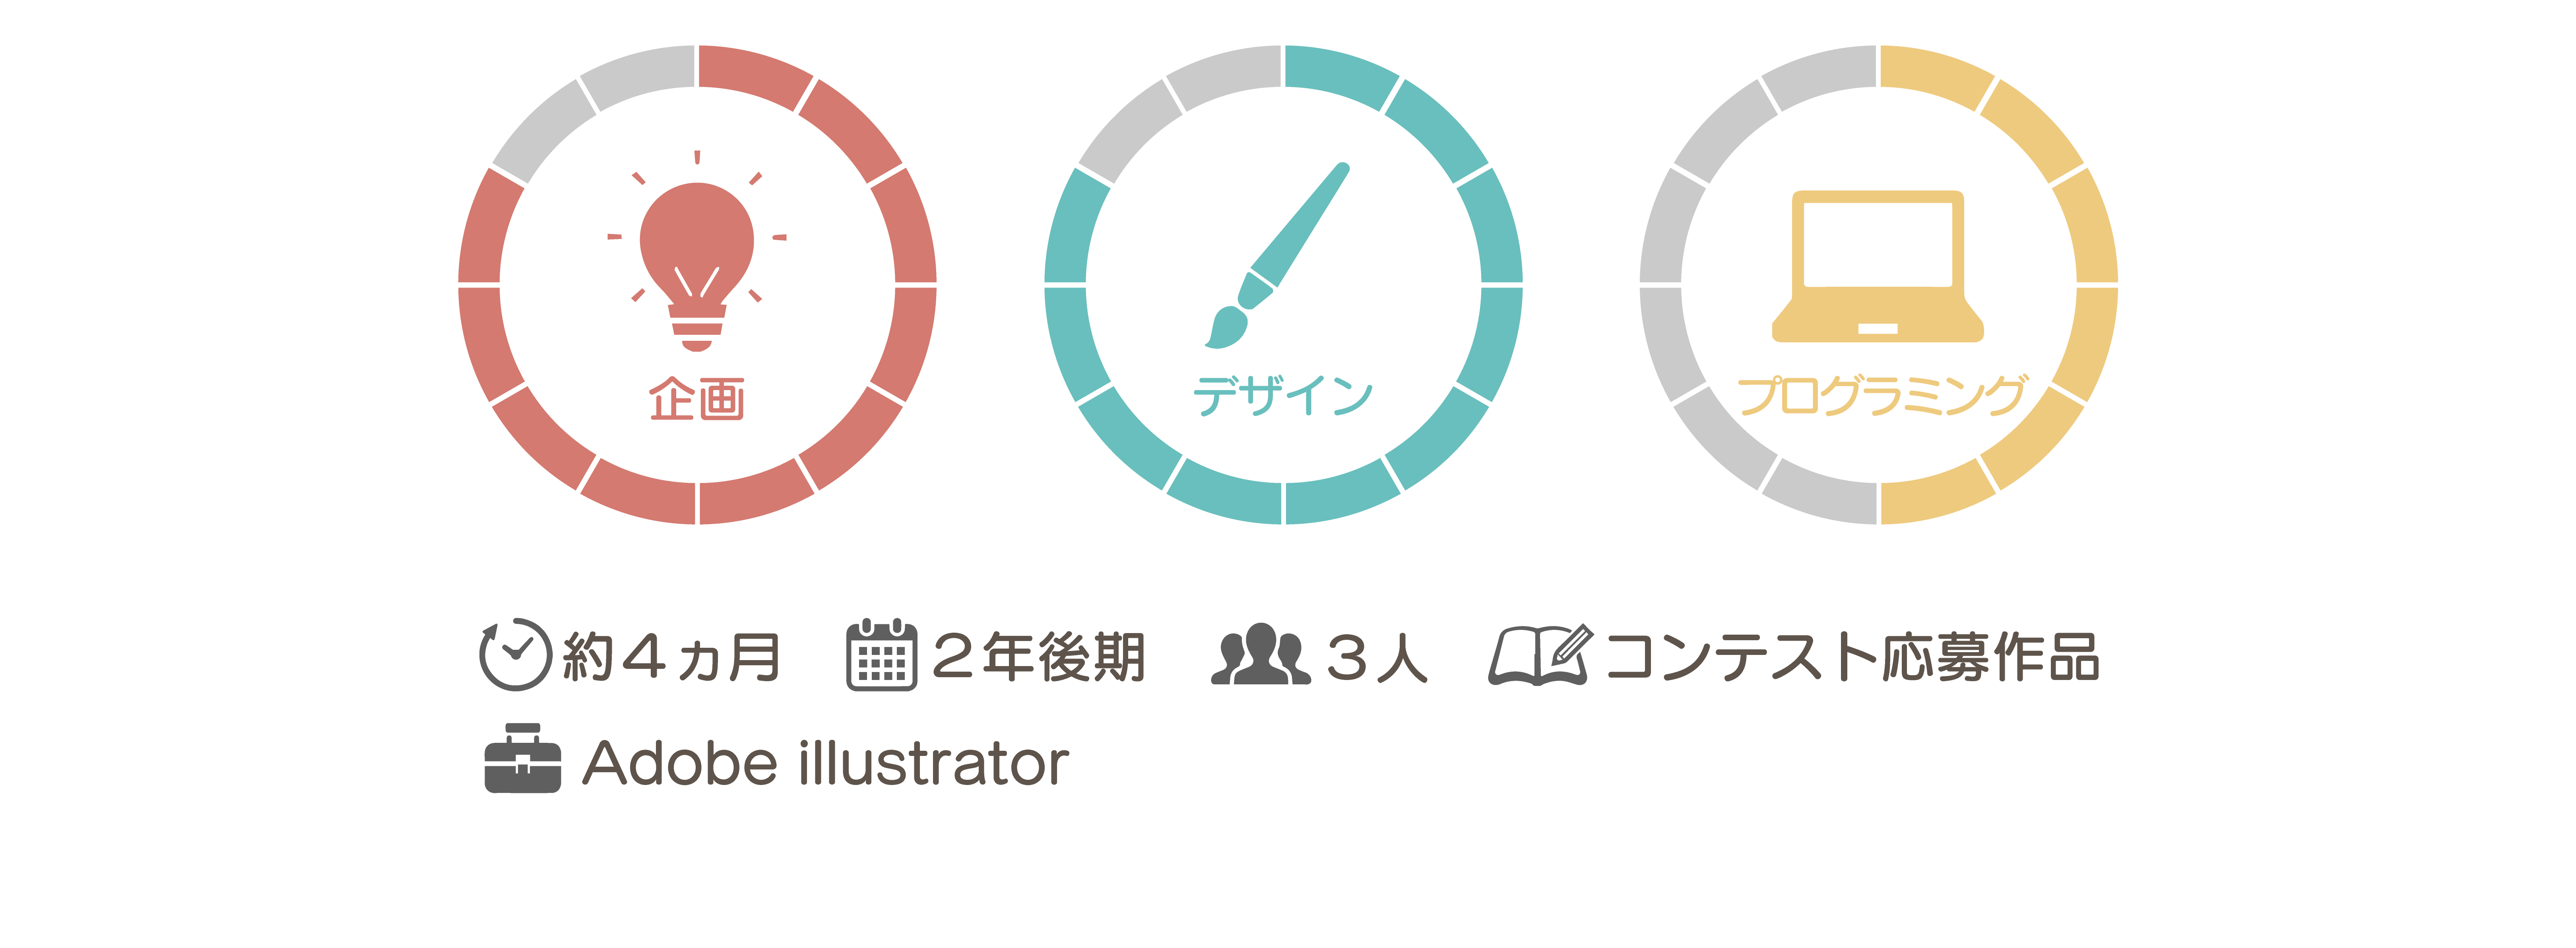 企画
デザイン
プログラミング
約４ヵ月 ２年後期 ３人 コンテスト応募作品
Adobe illustrator